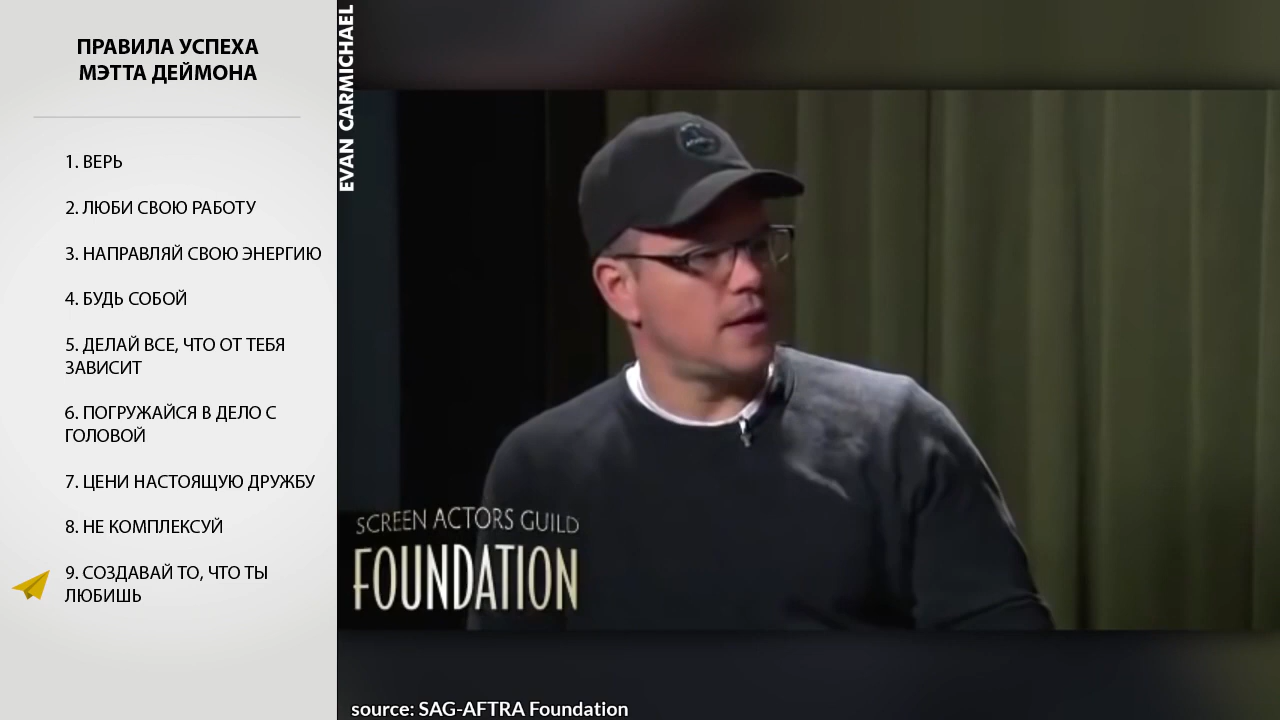 ПРАВИЛА УСПЕХА
МЭТТА ДЕЙМОНА
1. ВЕРЬ
2. ЛЮБИ СВОЮ РАБОТУ
3. НАПРАВЛЯЙ СВОЮ ЭНЕРГИЮ
4. БУДЬ СОБОЙ
5. ДЕЛАЙ ВСЕ, ЧТО ОТ ТЕБЯ
ЗАВИСИТ
6. ПОГРУЖАЙСЯ В ДЕЛО С
ГОЛОВОЙ
7. ЦЕНИ НАСТОЯЩУЮ ДРУЖБУ
8. НЕ КОМПЛЕКСУЙ
9. СОЗДАВАЙ ТО, ЧТО ТЫ
ЛЮБИШЬ
EVAN CARMICHAEL
SCREEN ACTORS GUILD
FOUNDATION
source: SAG-AFTRA Foundation